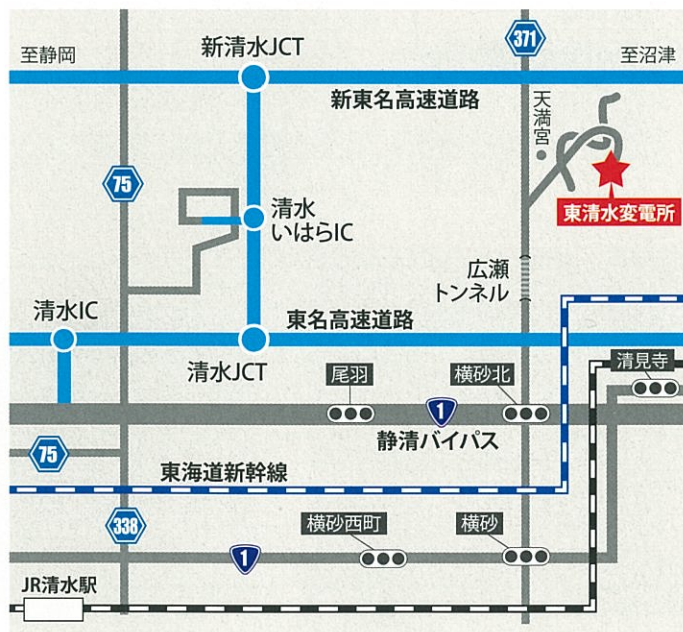 371
至静岡
新清水JCT
至沼津
新東名高速道路
天満宮
75
東清水変電所
清水
いはらIC
広瀬
トンネル
清水IC
東名高速道路
清水JCT
尾羽
横砂北
清見寺
1
静清バイパス
75
東海道新幹線
338
横砂西町
横砂
1
JR清水駅